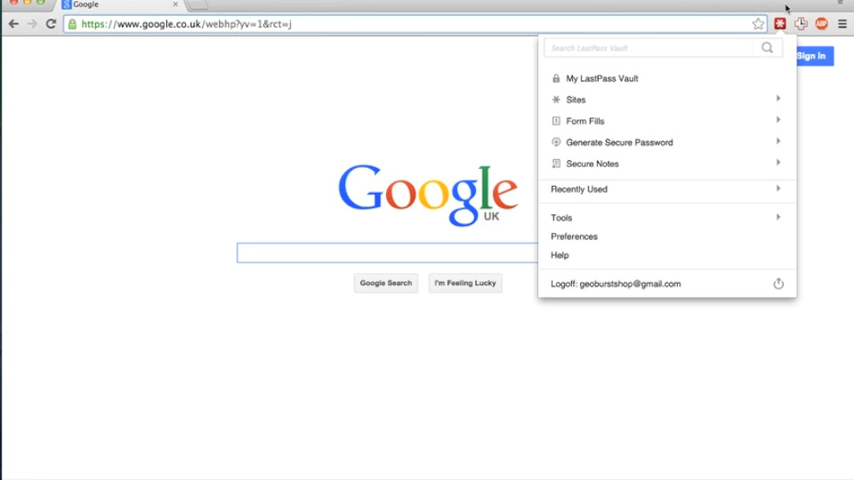 Google
https://www.google.co.uk/webhp?yv=1&rct=j
ABP
Search LastPass Vault
Sign In
My LastPass Vault
Sites
Form Fills
Generate Secure Password
Secure Notes
Recently Used
Tools
Preferences
Help
Logoff: geoburstshop@gmail.com
Google
UK
Google Search
I'm Feeling Lucky